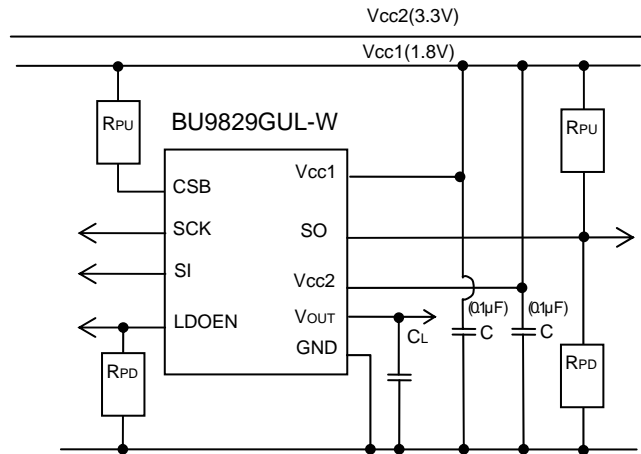 Vcc2(3.3V)
Vcc1(1.8V)
RPU
BU9829GUL-W
RPU
CSB
Vcc1
SCK
SO
SI
Vcc2
(0.1μF)
(0.1μF)
LDOEN
VOUT
CL
C
C
GND
RPD
RPD